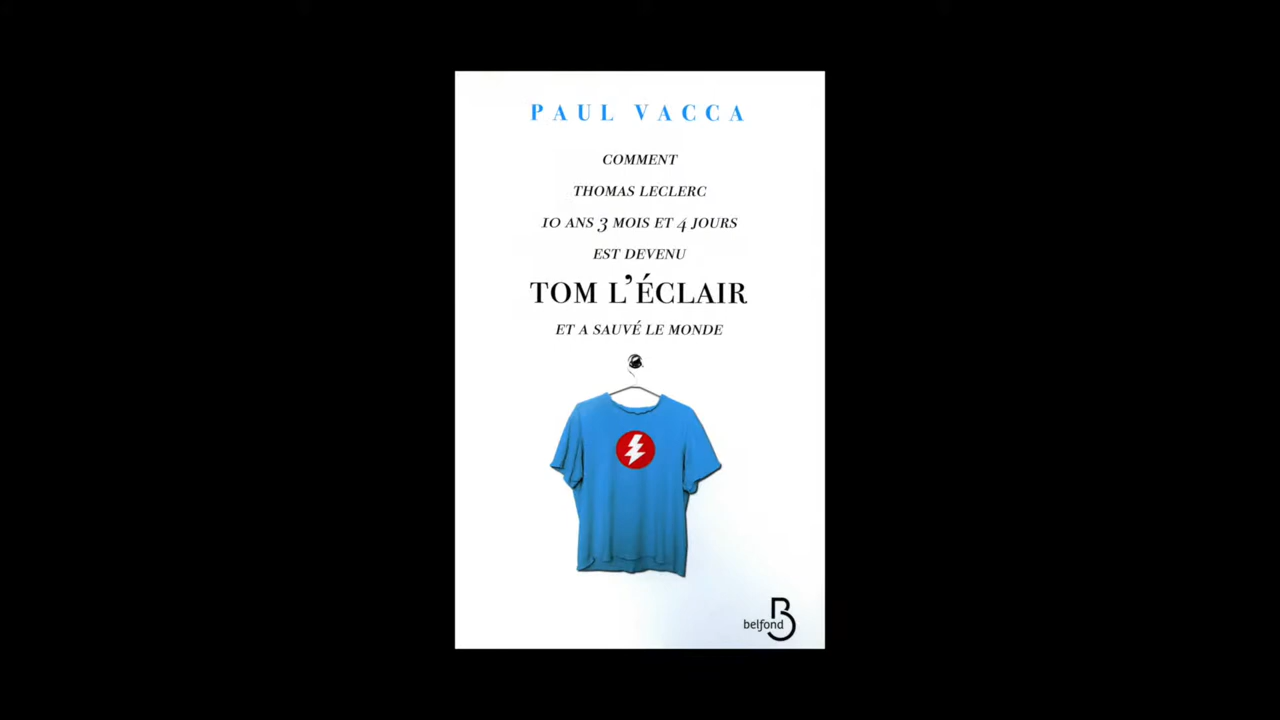 PAUL VACCA
COMMENT
THOMAS LECLERC
10 ANS 3 MOIS ET 4 JOURS
EST DEVENU
TOM L'ÉCLAIR
ET A SAUVÉ LE MONDE
belfond